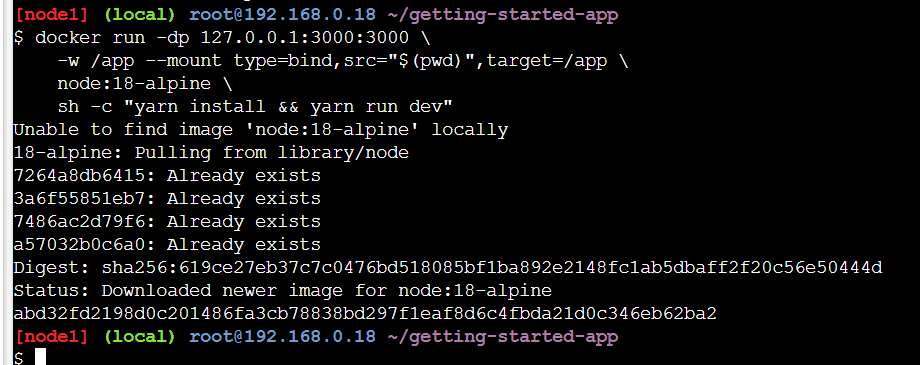 [node1] (local) root@192.168.0.18 ~/getting-started-app
$ docker run -dp 127.0.0.1:3000:3000 \
    -w /app --mount type=bind,src="$(pwd)",target=/app \
    node:18-alpine \
    sh -c "yarn install && yarn run dev"
Unable to find image 'node:18-alpine' locally
18-alpine: Pulling from library/node
7264a8db6415: Already exists
3a6f55851eb7: Already exists
7486ac2d79f6: Already exists
a57032b0c6a0: Already exists
Digest: sha256:619ce27eb37c7c0476bd518085bf1ba892e2148fc1ab5dbaff2f20c56e50444d
Status: Downloaded newer image for node:18-alpine
abd32fd2198d0c201486fa3cb78838bd297f1eaf8d6c4fbda21d0c346eb62ba2
[node1] (local) root@192.168.0.18 ~/getting-started-app
$